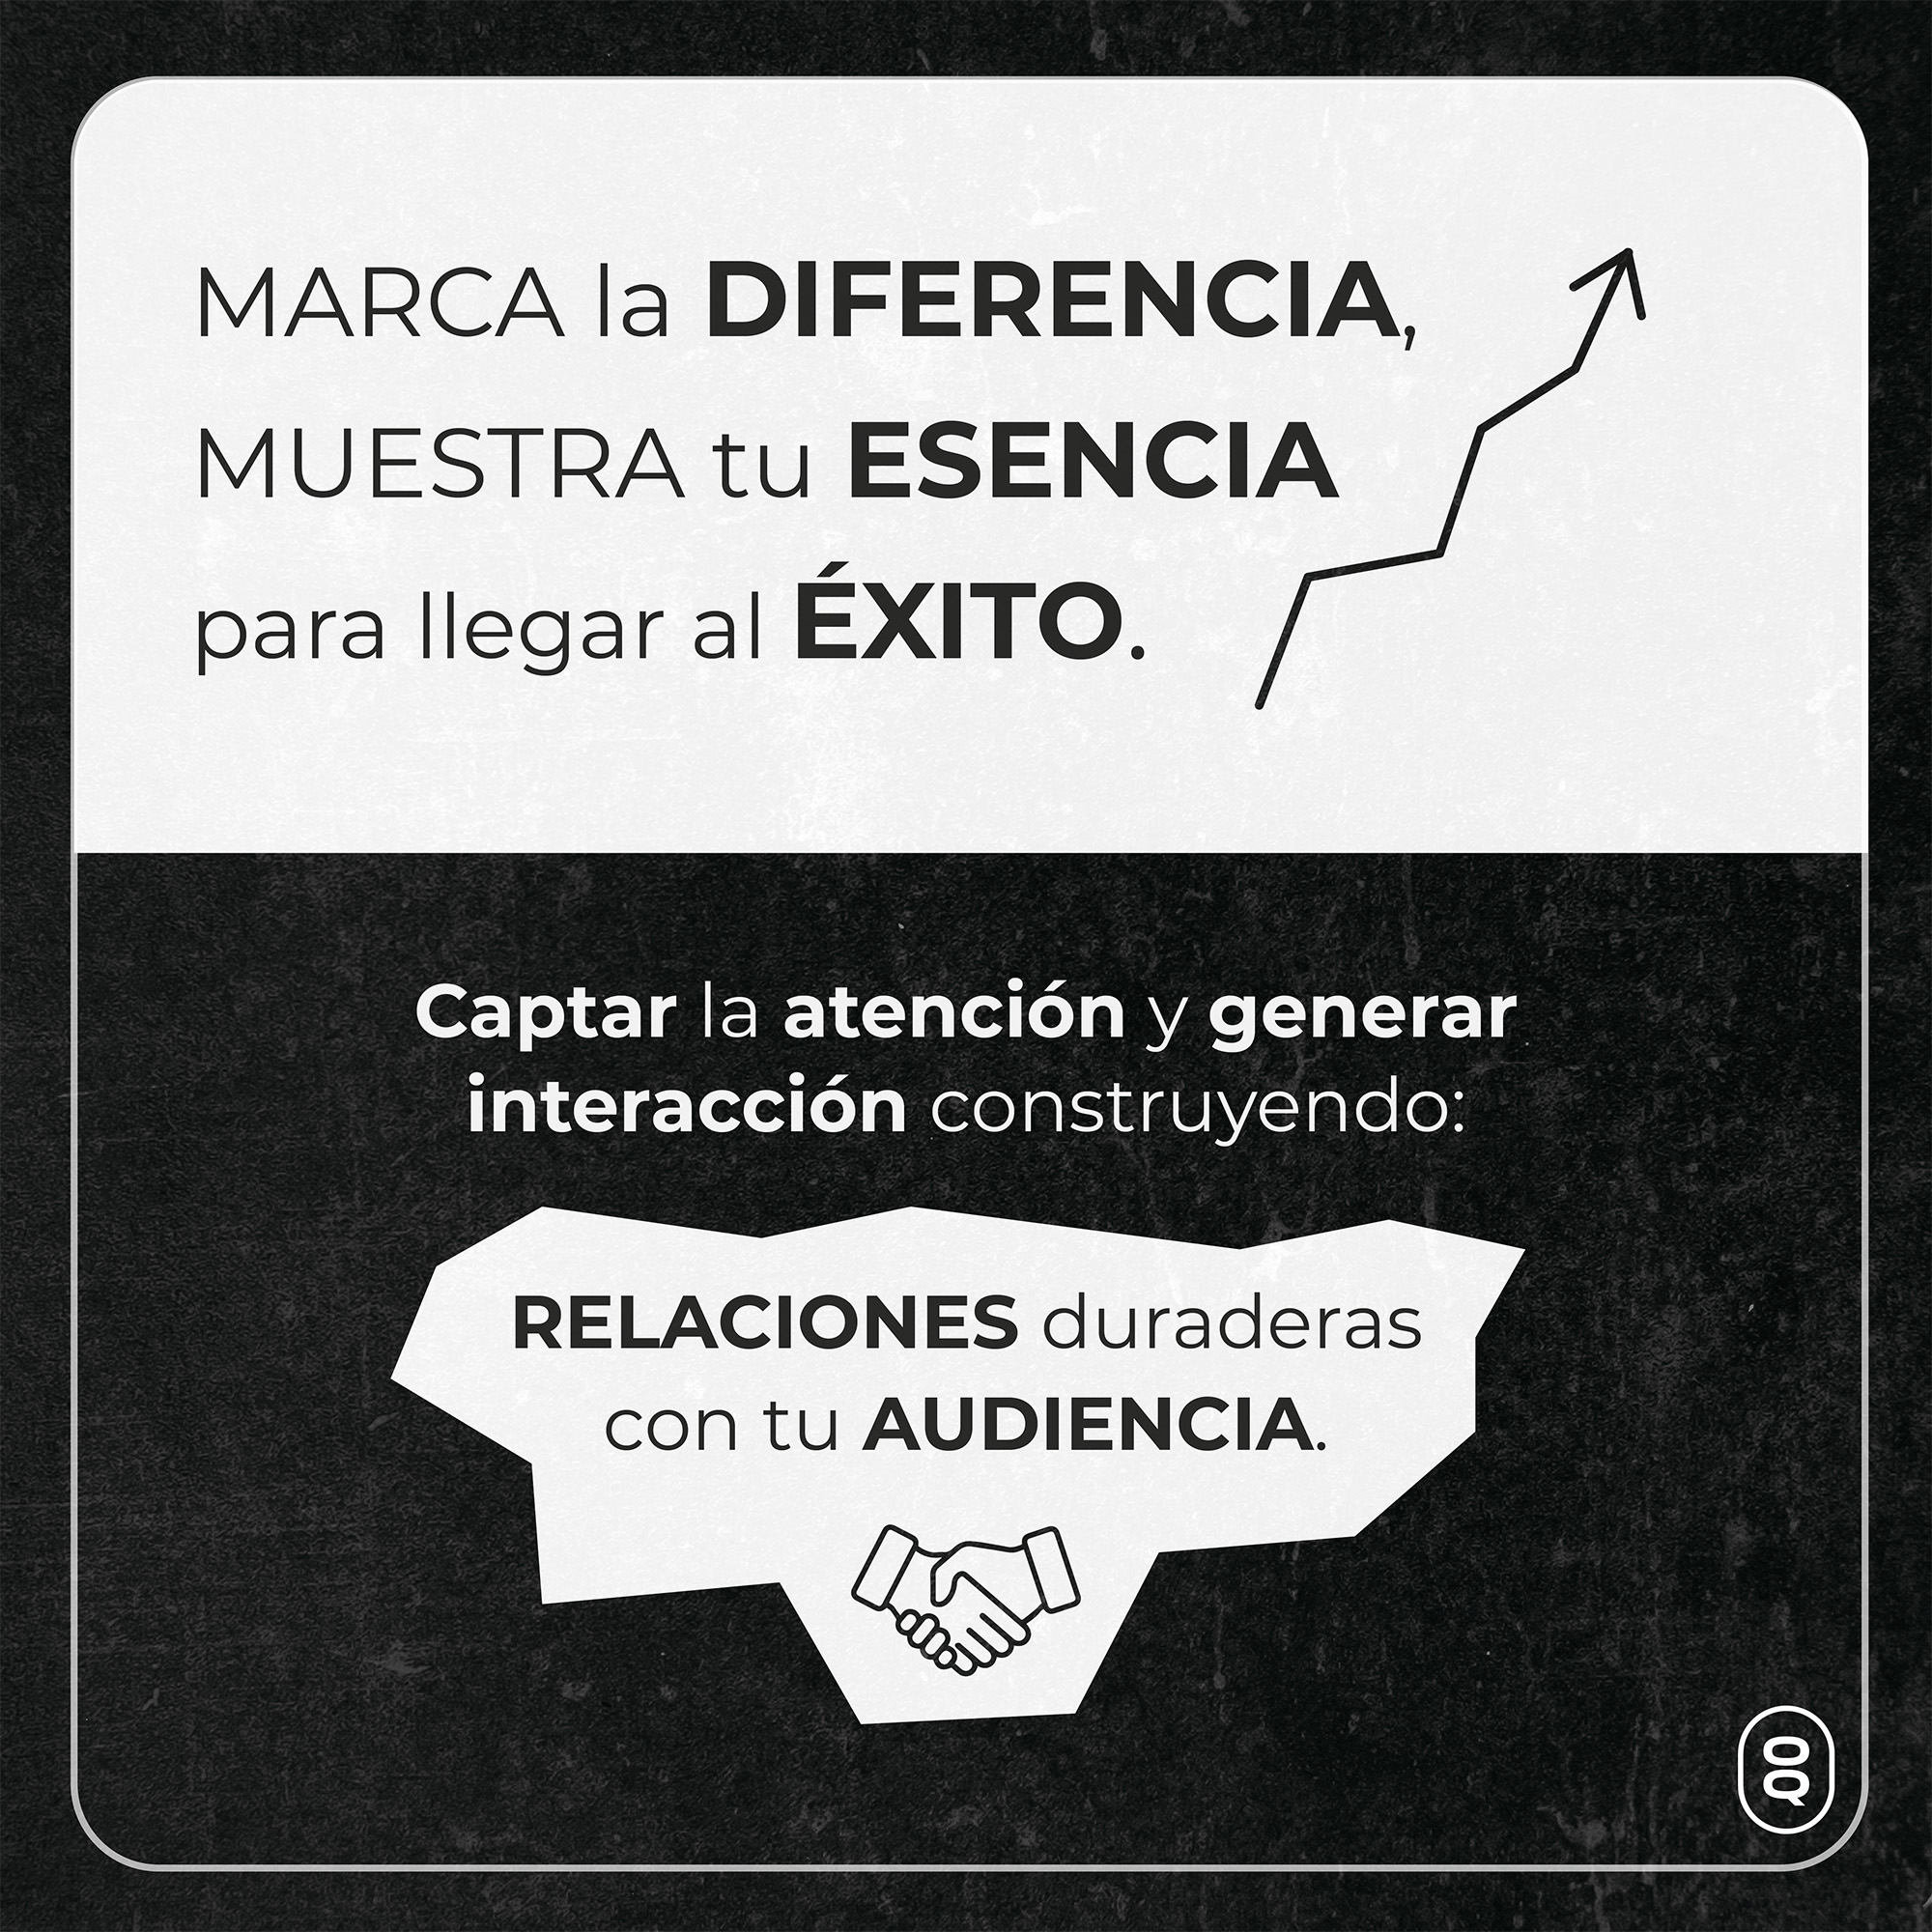 MARCA la DIFERENCIA,
MUESTRA tu ESENCIA
para llegar al ÉXITO.
Captar la atención y generar
interacción construyendo:
RELACIONES duraderas
con tu AUDIENCIA.
O
Q